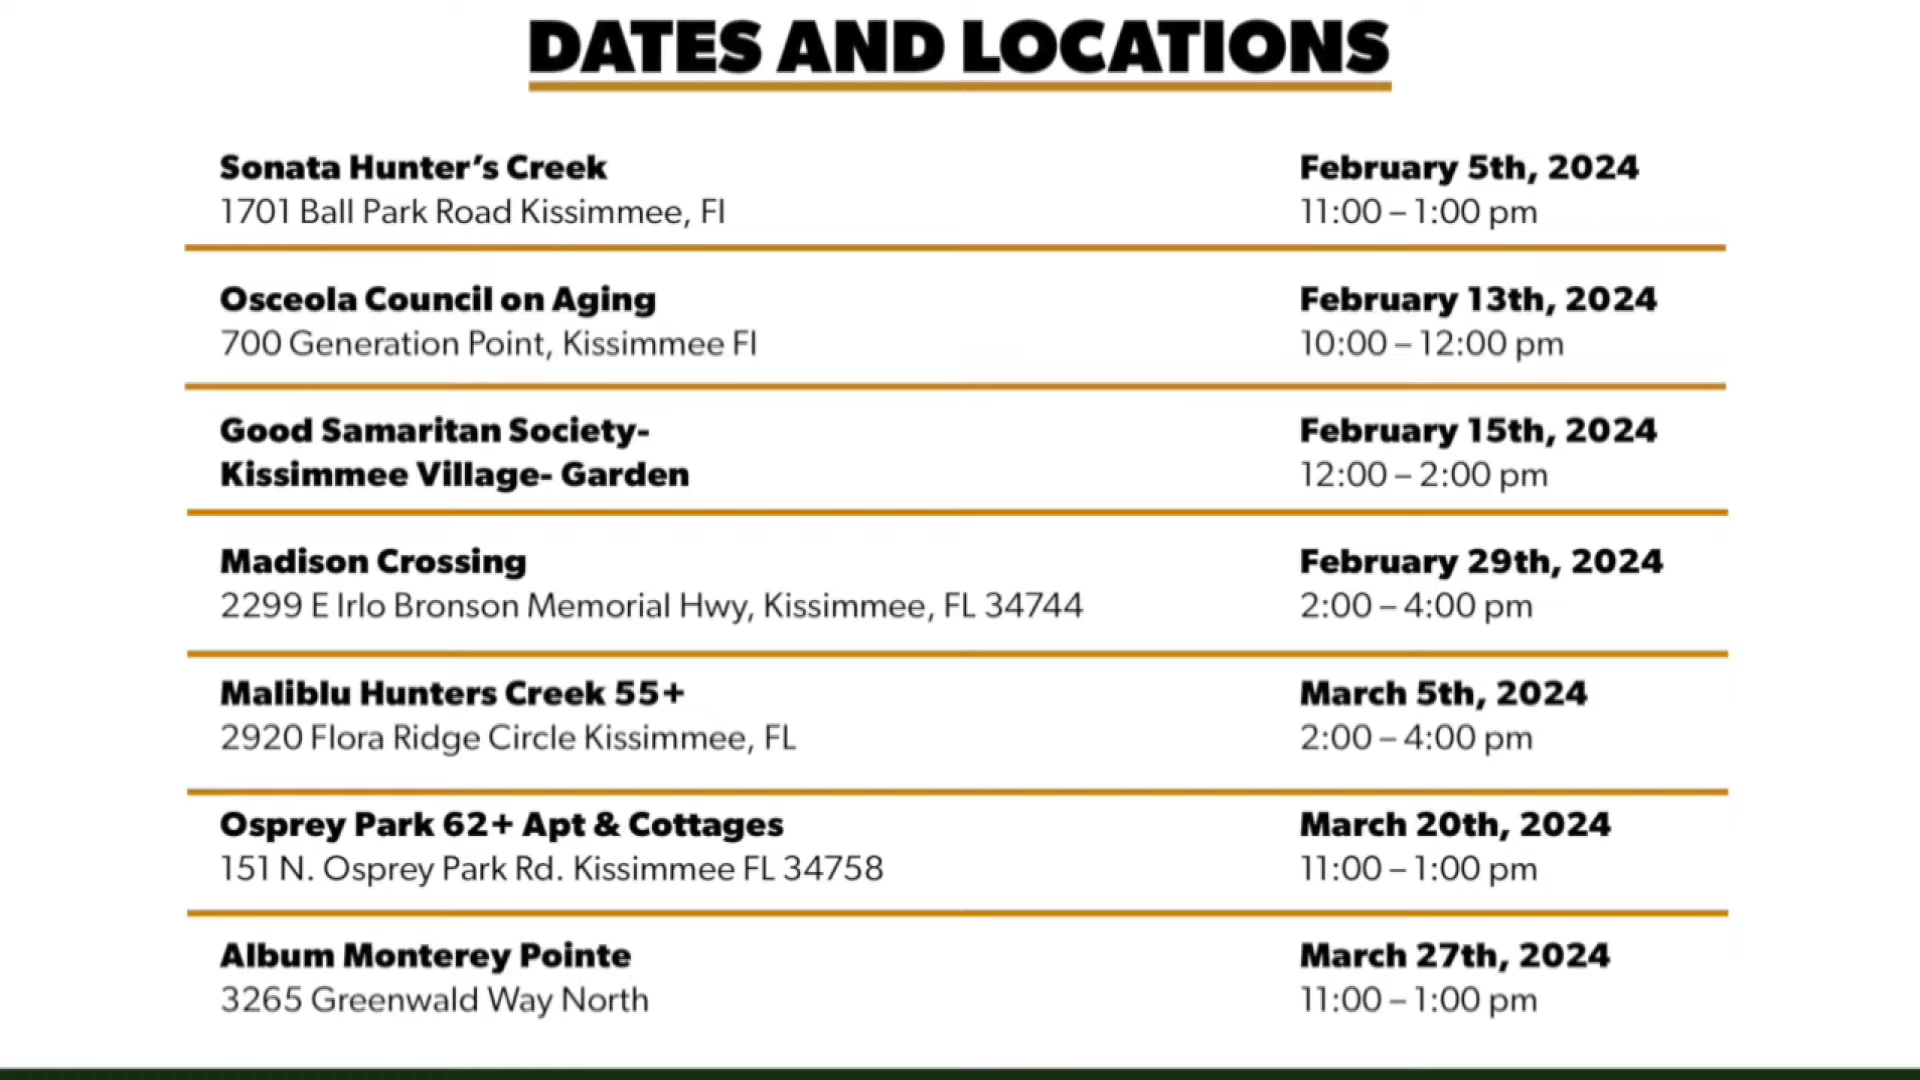 DATES AND LOCATIONS
Sonata Hunter’s Creek
1701 Ball Park Road Kissimmee, Fl
February 5th, 2024
11:00 – 1:00 pm
Osceola Council on Aging
700 Generation Point, Kissimmee Fl
February 13th, 2024
10:00 – 12:00 pm
Good Samaritan Society-
Kissimmee Village- Garden
February 15th, 2024
12:00 – 2:00 pm
Madison Crossing
2299 E Irlo Bronson Memorial Hwy, Kissimmee, FL 34744
February 29th, 2024
2:00 – 4:00 pm
Maliblu Hunters Creek 55+
2920 Flora Ridge Circle Kissimmee, FL
March 5th, 2024
2:00 – 4:00 pm
Osprey Park 62+ Apt & Cottages
151 N. Osprey Park Rd. Kissimmee FL 34758
March 20th, 2024
11:00 – 1:00 pm
Album Monterey Pointe
3265 Greenwald Way North
March 27th, 2024
11:00 – 1:00 pm